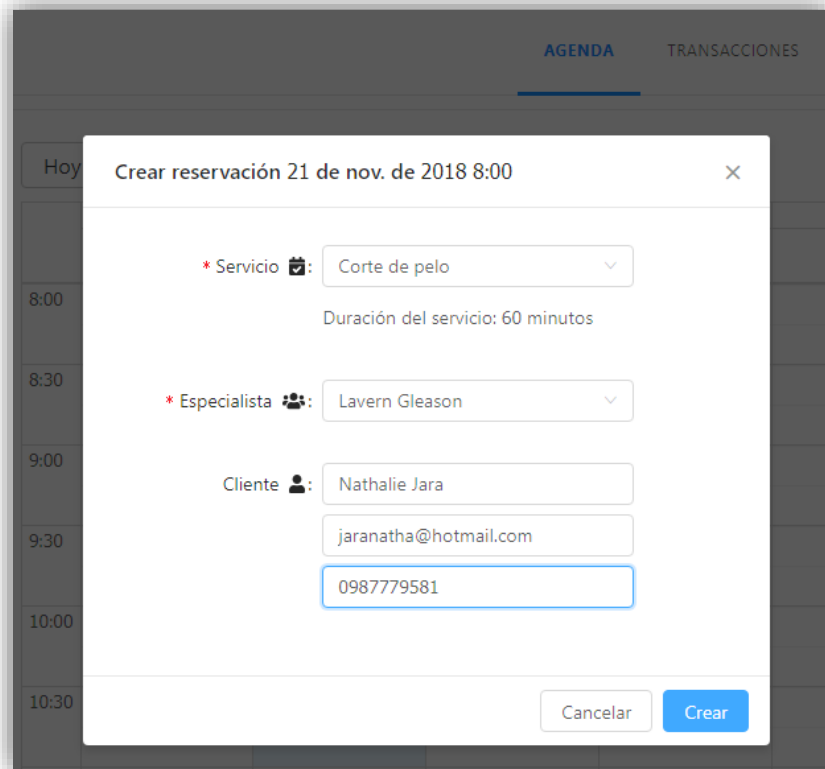 AGENDA TRANSACCIONES
Hoy
Crear reservación 21 de nov. de 2018 8:00
* Servicio : Corte de pelo
8:00
Duración del servicio: 60 minutos
8:30
* Especialista : Lavern Gleason
9:00
Cliente : Nathalie Jara
9:30
jaranatha@hotmail.com
0987779581
10:00
10:30
Cancelar Crear